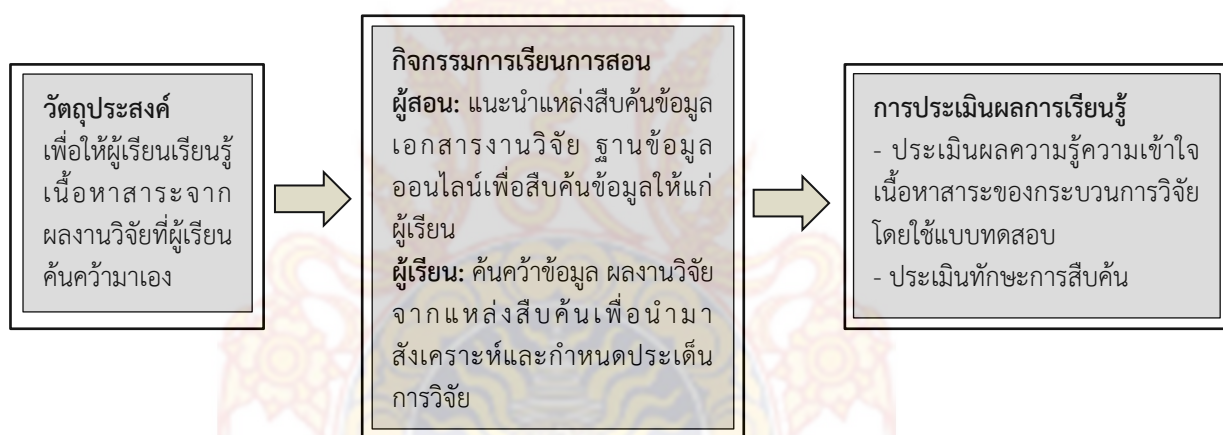 วัตถุประสงค์
เพื่อให้ผู้เรียนเรียนรู้
เนื้อหาสาระจาก
ผลงานวิจัยที่ผู้เรียน
ค้นคว้ามาเอง
กิจกรรมการเรียนการสอน
ผู้สอน: แนะนำแหล่งสืบค้นข้อมูล
เอกสารงานวิจัย ฐานข้อมูล
ออนไลน์เพื่อสืบค้นข้อมูลให้แก่
ผู้เรียน
ผู้เรียน: ค้นคว้าข้อมูล ผลงานวิจัย
จากแหล่งสืบค้นเพื่อนำมา
สังเคราะห์และกำหนดประเด็น
การวิจัย
การประเมินผลการเรียนรู้
- ประเมินผลความรู้ความเข้าใจ
เนื้อหาสาระของกระบวนการวิจัย
โดยใช้แบบทดสอบ
- ประเมินทักษะการสืบค้น